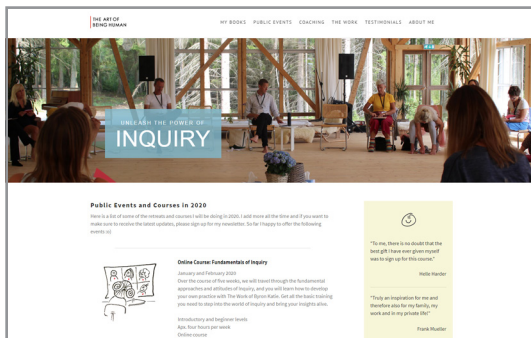 THE ART OF
BEING HUMAN
MY BOOKS PUBLIC EVENTS COACHING THE WORK TESTIMONIALS ABOUT ME
UNLEASH THE POWER OF
INQUIRY
Public Events and Courses in 2020
Here is a list of some of the retreats and courses I will be doing in 2020. I add more all the time and if you want to
make sure to receive the latest updates, please sign up for my newsletter. So far I happy to offer the following
events so
Online Course: Fundamentals of Inquiry
January and February 2020
Over the course of five weeks, we will travel through the fundamental
approaches and attitudes of Inquiry, and you will learn how to develop
your own practice with The Work of Byron Katie. Get all the basic training
you need to step into the world of inquiry and bring your insights alive.
Introductory and beginner levels
Apx. four hours per week
Online course
"To me, there is no doubt that the
best gift I have ever given myself
was to sign up for this course."
Helle Harder
"Truly an inspiration for me and
therefore also for my family, my
work and in my private life!"
Frank Mueller